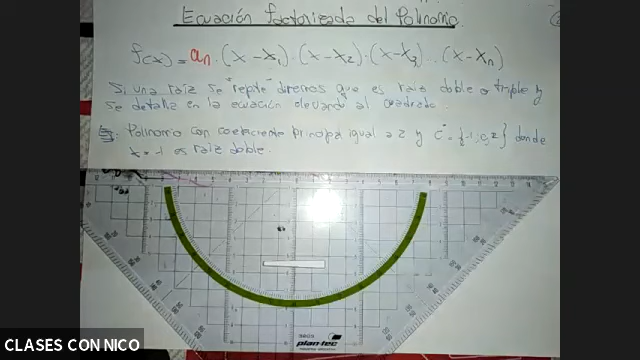 Ecuación factorizada del Polinomio.
f(x) = an · (x - x1) · (x - x2) · (x - x3) ... (x - xn)
Si una raíz se "repite" diremos que es raíz doble o triple y
se detalla en la ecuación elevando al cuadrado.
Ej: Polinomio con coeficiente principal igual a 2 y C° = {-1; 0; 2} donde
x = -1 es raíz doble.
plan-tec
CLASES CON NICO